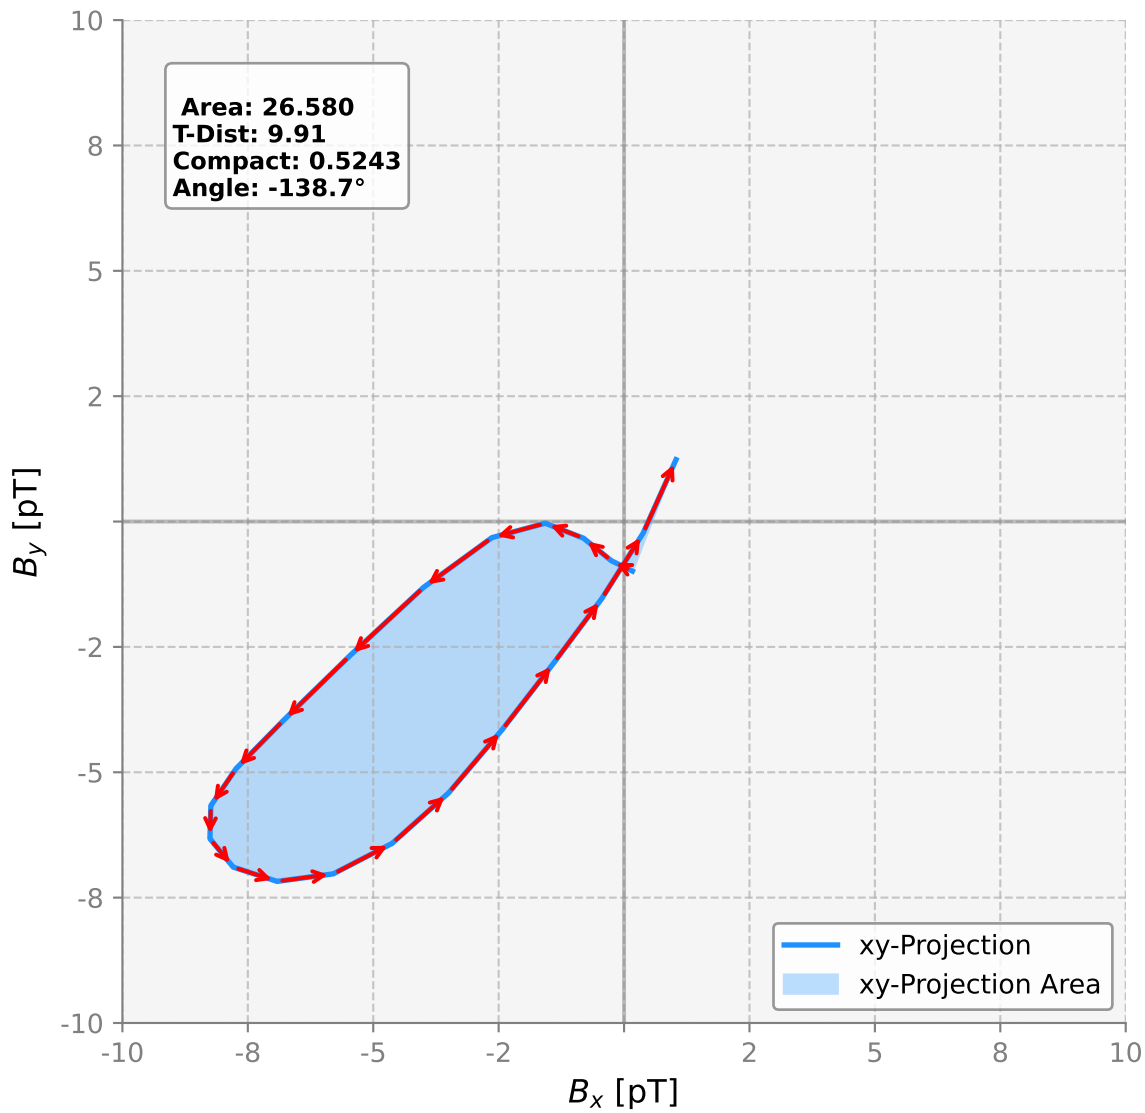 10
Area: 26.580
T-Dist: 9.91
Compact: 0.5243
Angle: -138.7°
8
5
2
-2
-5
-8
-10
B_y [pT]
xy-Projection
xy-Projection Area
-10 -8 -5 -2 2 5 8 10
B_x [pT]